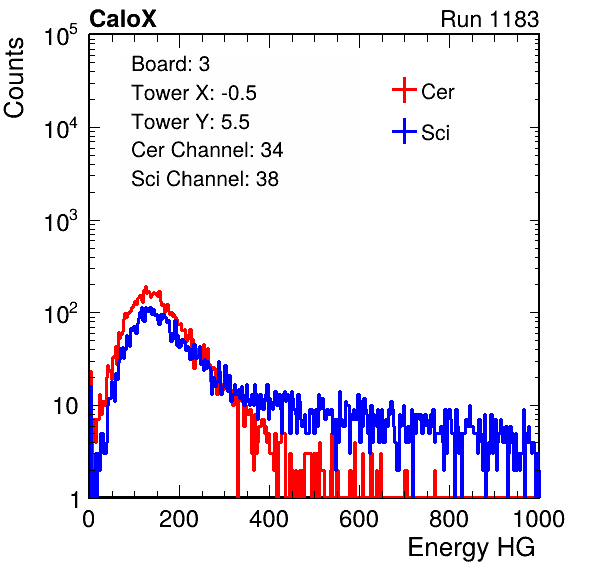 CaloX Run 1183
Counts
Board: 3
Tower X: -0.5
Tower Y: 5.5
Cer Channel: 34
Sci Channel: 38
Cer
Sci
10^5
10^4
10^3
10^2
10
1
0 200 400 600 800 1000
Energy HG